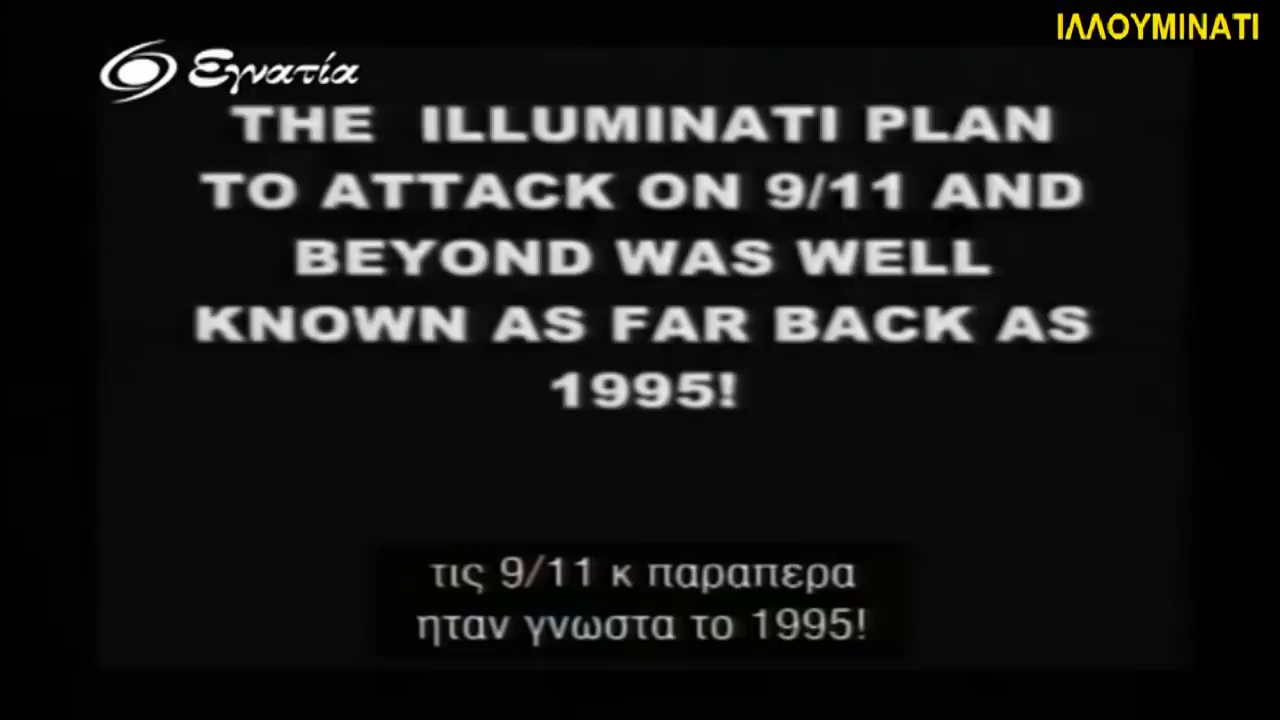 ΙΛΛΟΥΜΙΝΑΤΙ
Εγνατία
THE ILLUMINATI PLAN
TO ATTACK ON 9/11 AND
BEYOND WAS WELL
KNOWN AS FAR BACK AS
1995!
τις 9/11 κ παραπερα
ηταν γνωστα το 1995!